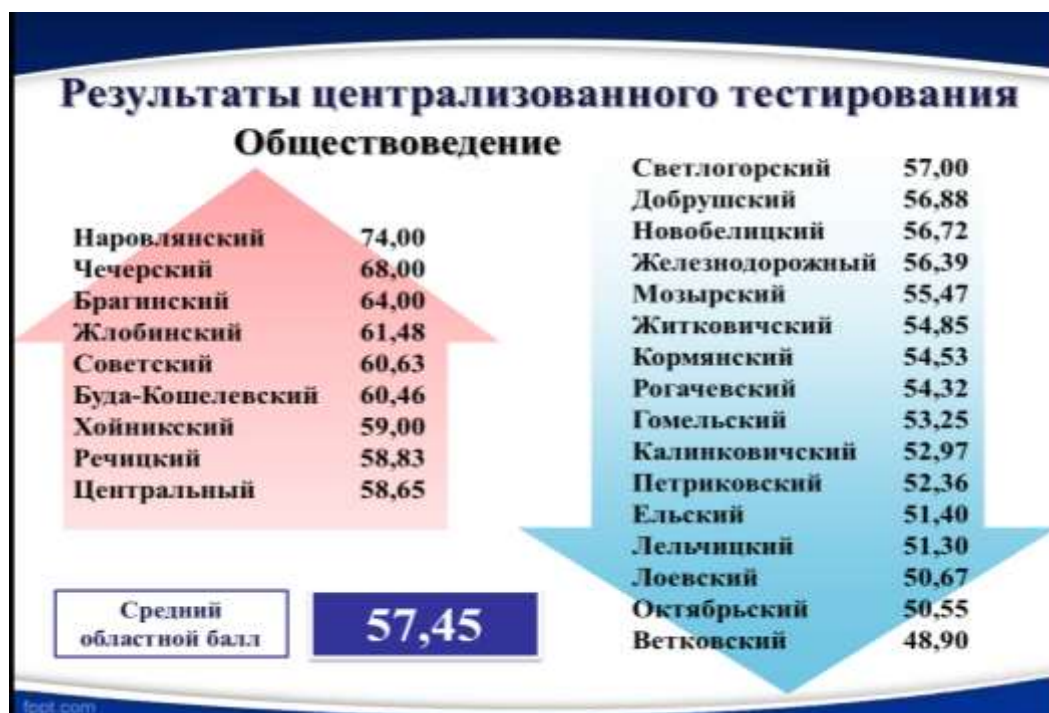 Результаты централизованного тестирования
Обществоведение
Наровлянский 74,00
Чечерский 68,00
Брагинский 64,00
Жлобинский 61,48
Советский 60,63
Буда-Кошелевский 60,46
Хойникский 59,00
Речицкий 58,83
Центральный 58,65
Средний
областной балл
57,45
Светлогорский 57,00
Добрушский 56,88
Новобелицкий 56,72
Железнодорожный 56,39
Мозырский 55,47
Житковичский 54,85
Кормянский 54,53
Рогачевский 54,32
Гомельский 53,25
Калинковичский 52,97
Петриковский 52,36
Ельский 51,40
Лельчицкий 51,30
Лоевский 50,67
Октябрьский 50,55
Ветковский 48,90
fppt.com